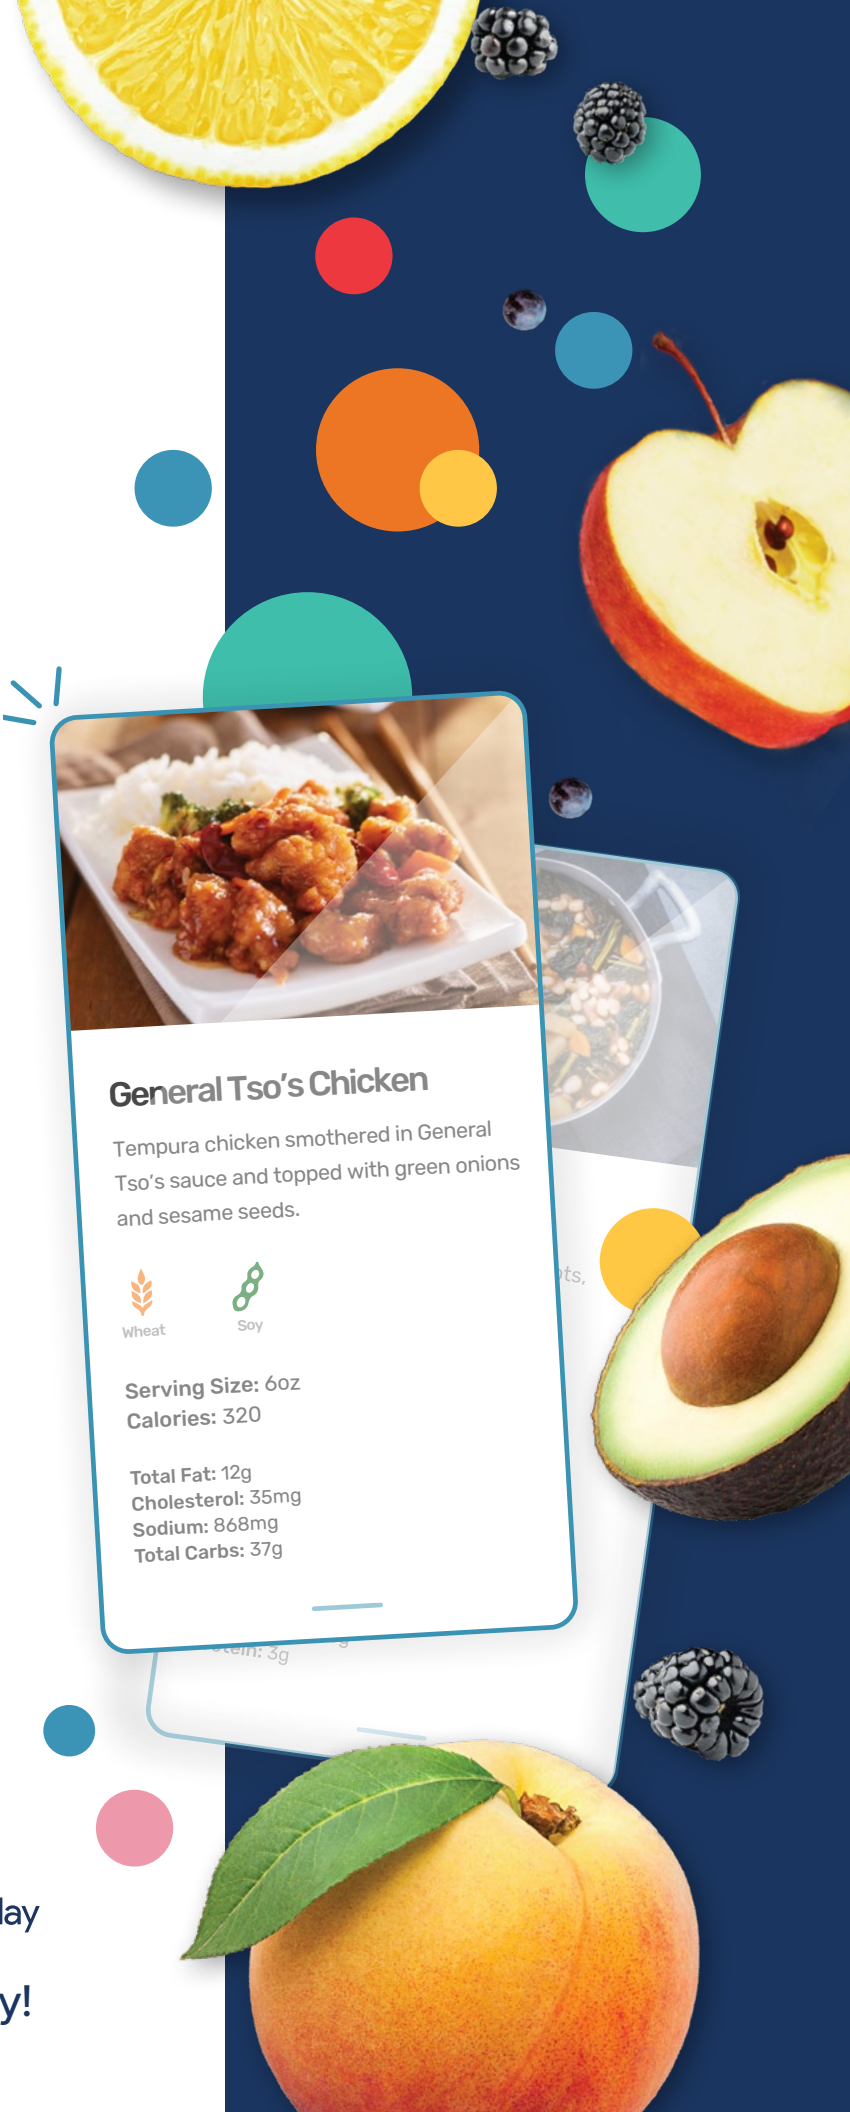 General Tso's Chicken
Tempura chicken smothered in General
Tso's sauce and topped with green onions
and sesame seeds.
Wheat
Soy
Serving Size: 6oz
Calories: 320
Total Fat: 12g
Cholesterol: 35mg
Sodium: 868mg
Total Carbs: 37g
3g